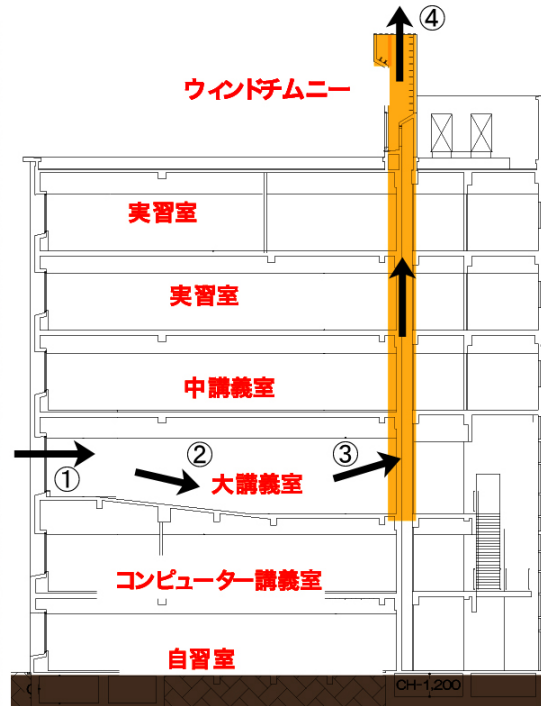 ④
ウィンドチムニー
実習室
実習室
中講義室
①
②
③
大講義室
コンピューター講義室
自習室
CH-1,200